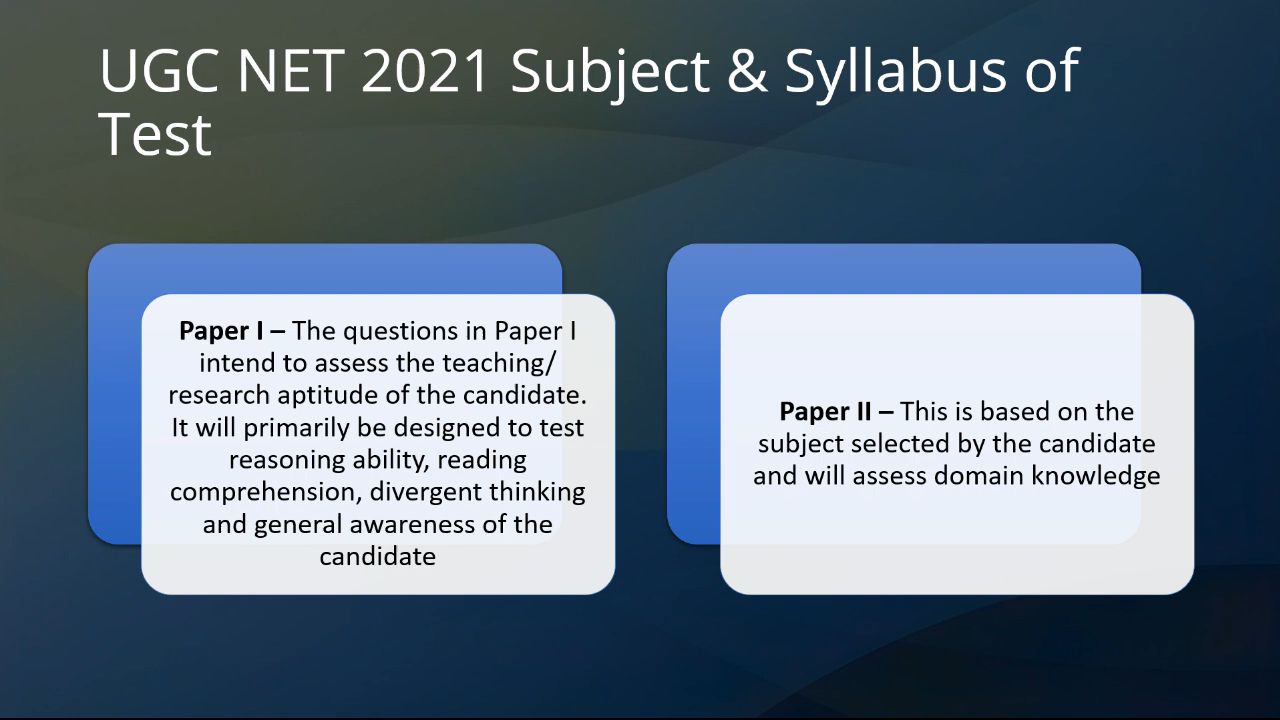 UGC NET 2021 Subject & Syllabus of
Test
Paper I – The questions in Paper I
intend to assess the teaching/
research aptitude of the candidate.
It will primarily be designed to test
reasoning ability, reading
comprehension, divergent thinking
and general awareness of the
candidate
Paper II – This is based on the
subject selected by the candidate
and will assess domain knowledge